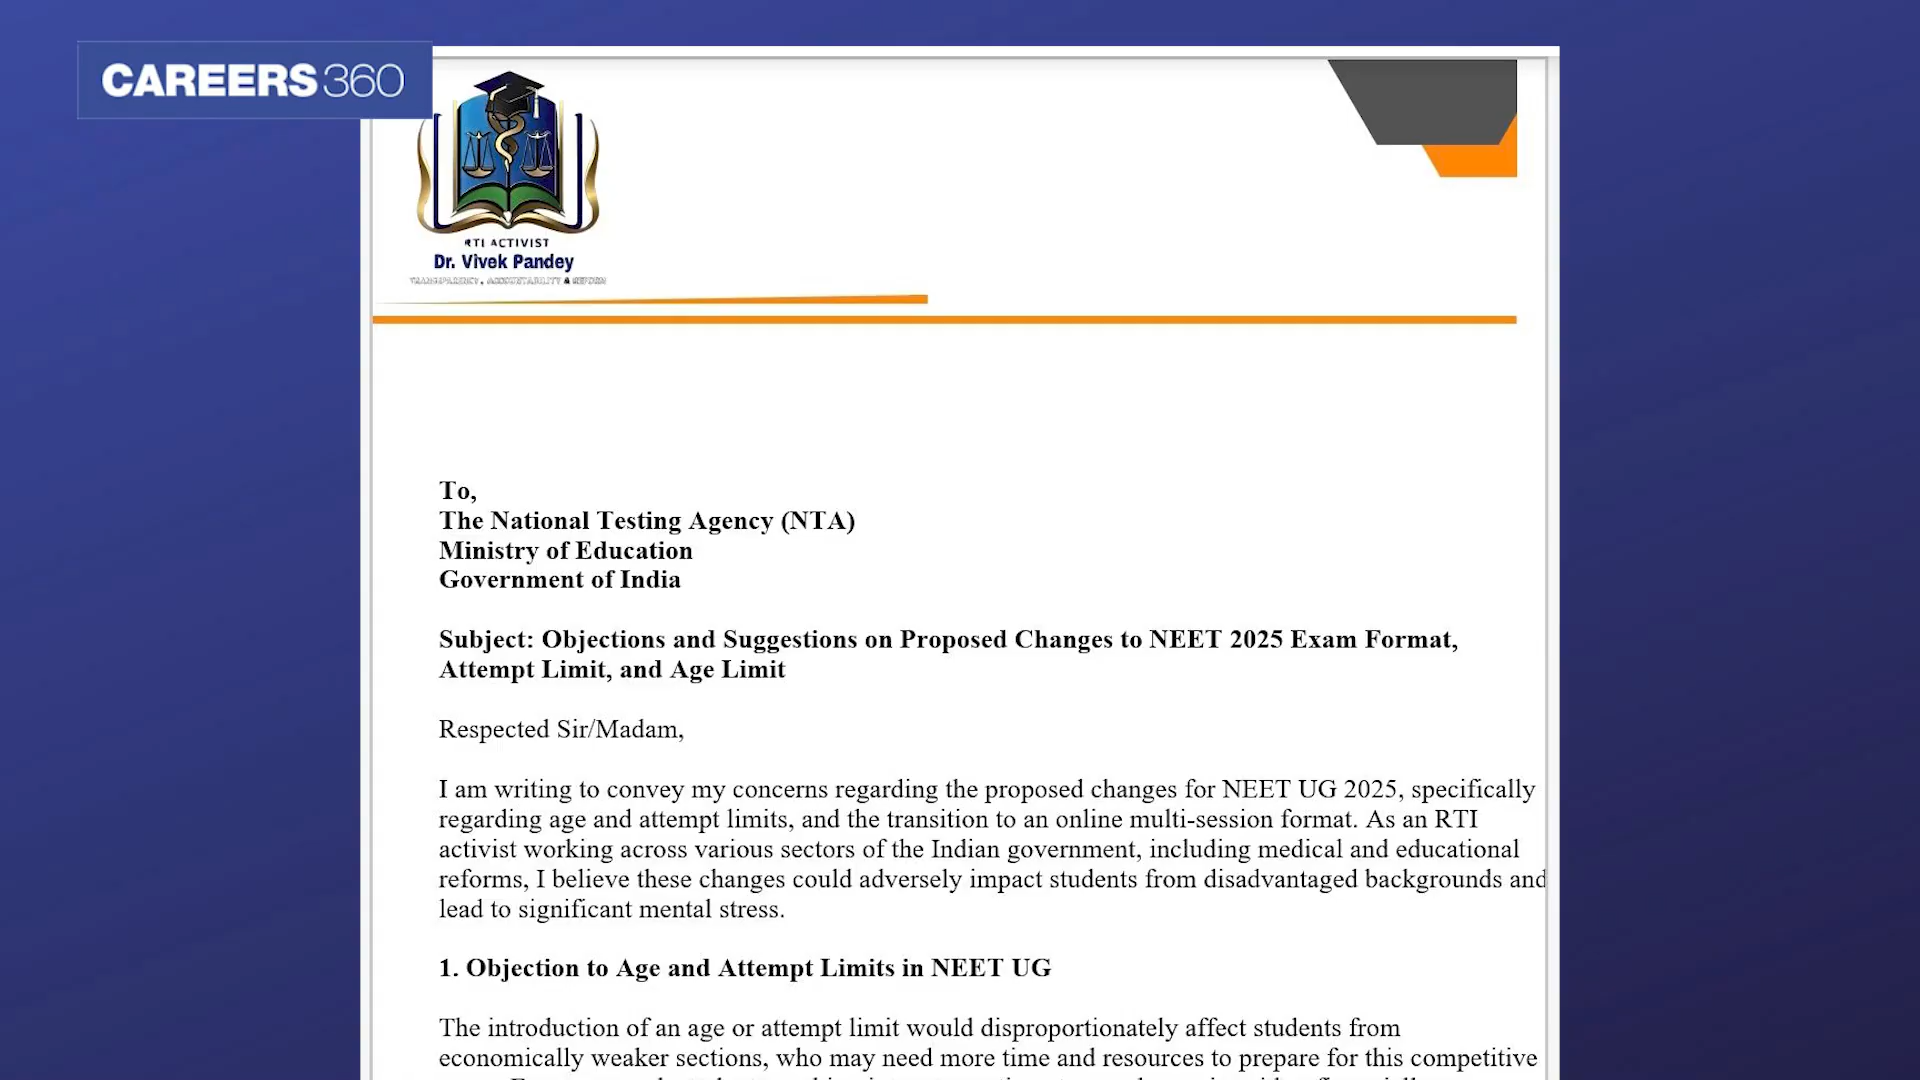 CAREERS360
RTI ACTIVIST
Dr. Vivek Pandey
TRANSPARENCY, ACCOUNTABILITY & REFORM
To,
The National Testing Agency (NTA)
Ministry of Education
Government of India
Subject: Objections and Suggestions on Proposed Changes to NEET 2025 Exam Format,
Attempt Limit, and Age Limit
Respected Sir/Madam,
I am writing to convey my concerns regarding the proposed changes for NEET UG 2025, specifically
regarding age and attempt limits, and the transition to an online multi-session format. As an RTI
activist working across various sectors of the Indian government, including medical and educational
reforms, I believe these changes could adversely impact students from disadvantaged backgrounds and
lead to significant mental stress.
1. Objection to Age and Attempt Limits in NEET UG
The introduction of an age or attempt limit would disproportionately affect students from
economically weaker sections, who may need more time and resources to prepare for this competitive